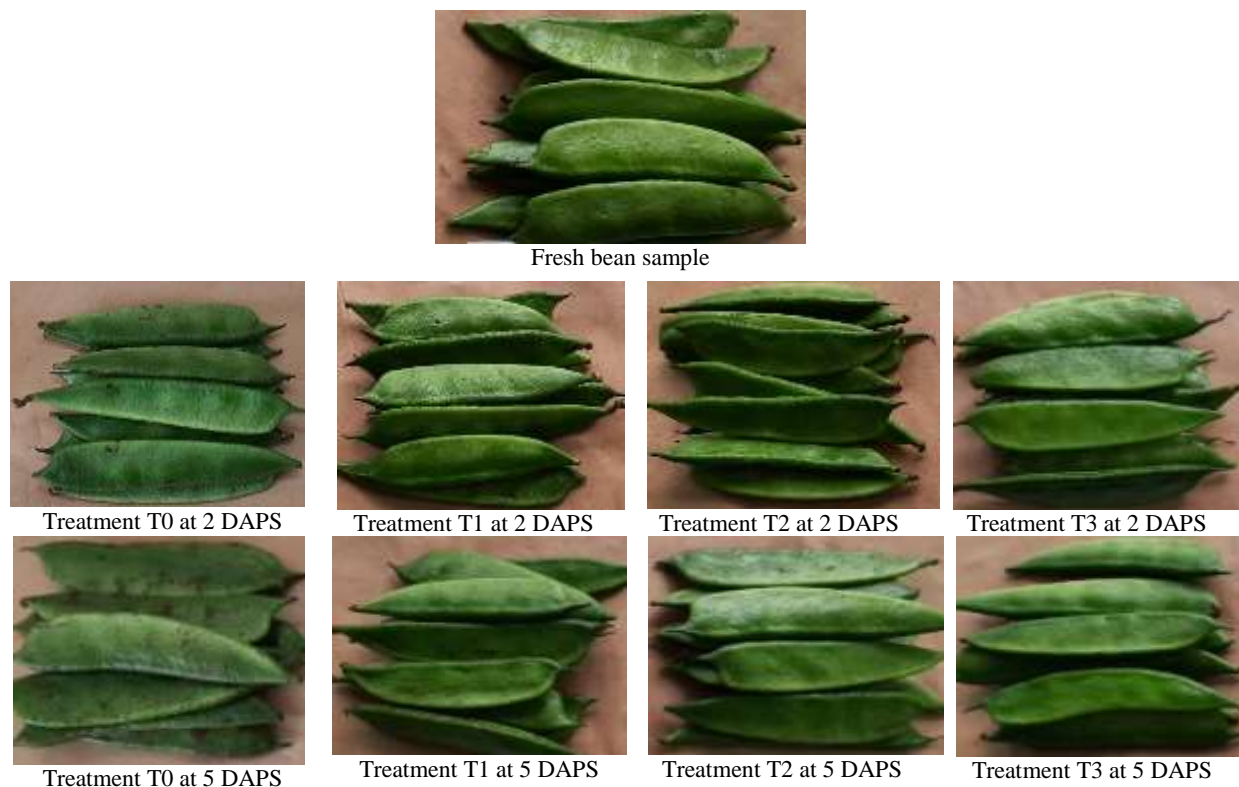 Fresh bean sample
Treatment T0 at 2 DAPS
Treatment T1 at 2 DAPS
Treatment T2 at 2 DAPS
Treatment T3 at 2 DAPS
Treatment T0 at 5 DAPS
Treatment T1 at 5 DAPS
Treatment T2 at 5 DAPS
Treatment T3 at 5 DAPS